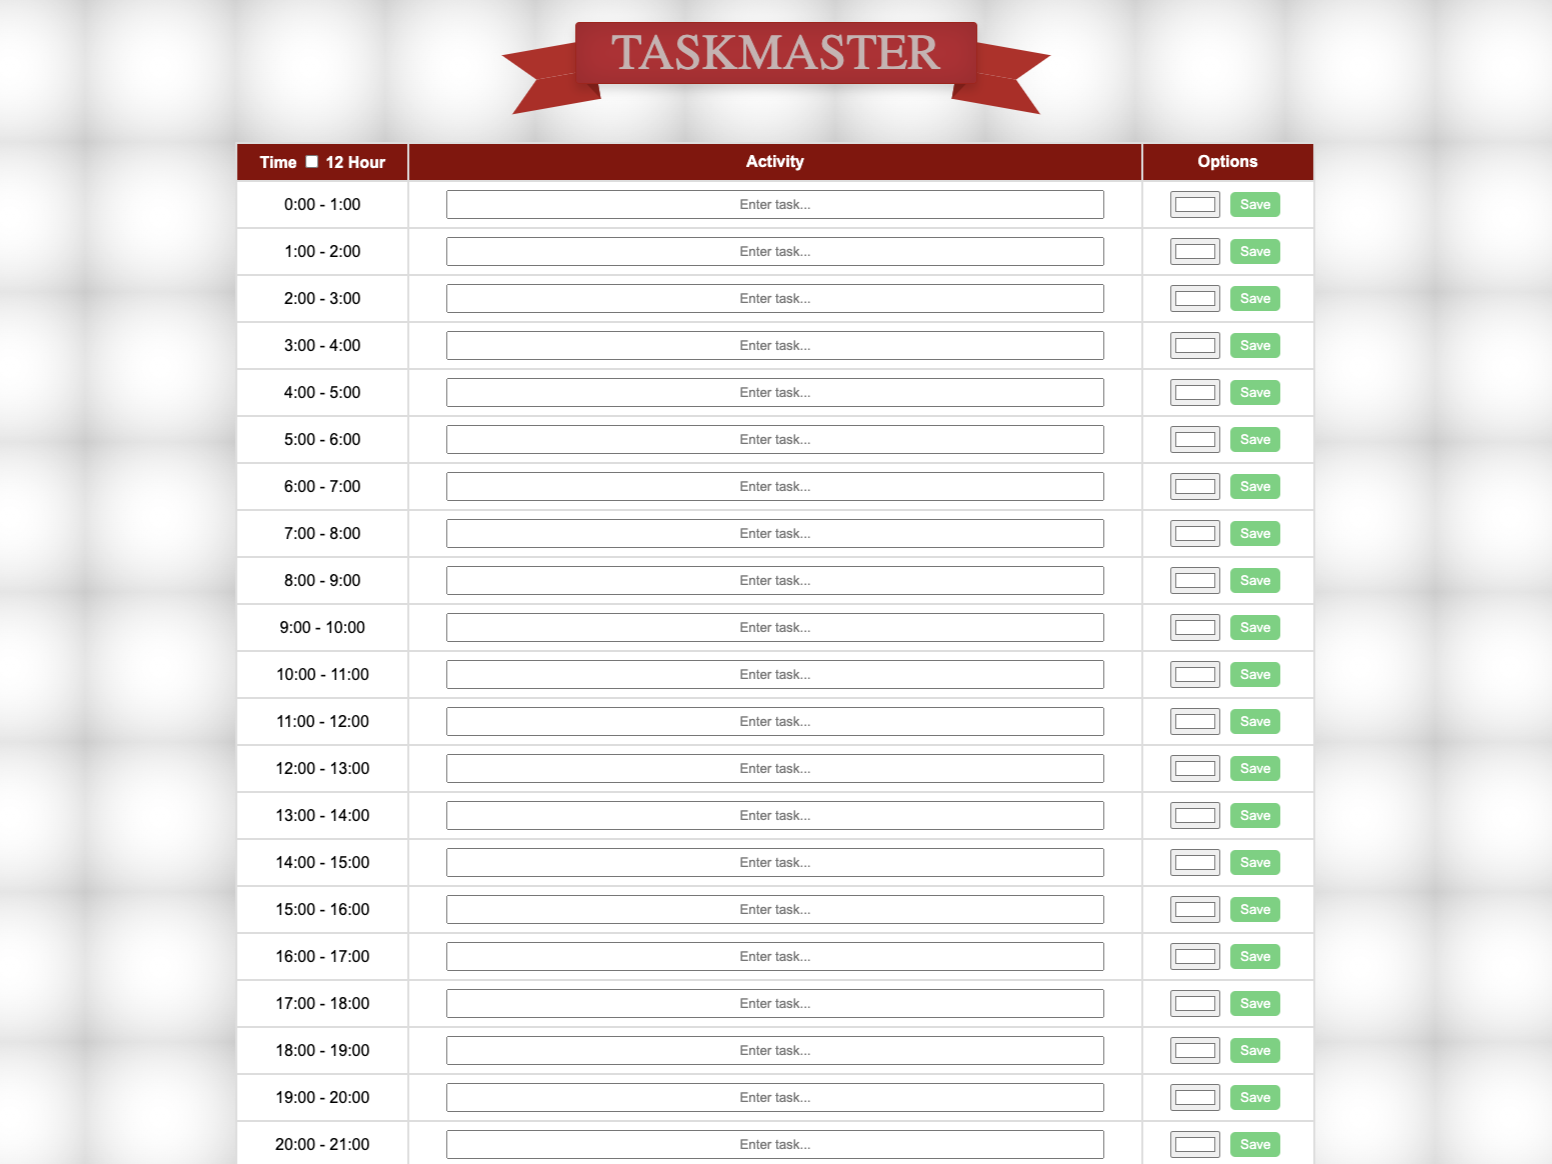 TASKMASTER
Time 12 Hour Activity Options
0:00 - 1:00 Enter task... Save
1:00 - 2:00 Enter task... Save
2:00 - 3:00 Enter task... Save
3:00 - 4:00 Enter task... Save
4:00 - 5:00 Enter task... Save
5:00 - 6:00 Enter task... Save
6:00 - 7:00 Enter task... Save
7:00 - 8:00 Enter task... Save
8:00 - 9:00 Enter task... Save
9:00 - 10:00 Enter task... Save
10:00 - 11:00 Enter task... Save
11:00 - 12:00 Enter task... Save
12:00 - 13:00 Enter task... Save
13:00 - 14:00 Enter task... Save
14:00 - 15:00 Enter task... Save
15:00 - 16:00 Enter task... Save
16:00 - 17:00 Enter task... Save
17:00 - 18:00 Enter task... Save
18:00 - 19:00 Enter task... Save
19:00 - 20:00 Enter task... Save
20:00 - 21:00 Enter task... Save